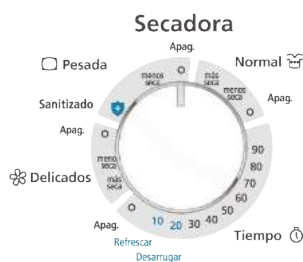 Secadora
Apag.
Pesada
Normal
menos seca
más seca
menos seca
Sanitizado
Apag.
Apag.
Delicados
menos seca
más seca
Apag.
90
80
70
60
50
40
30
20
10
Tiempo
Refrescar
Desarrugar